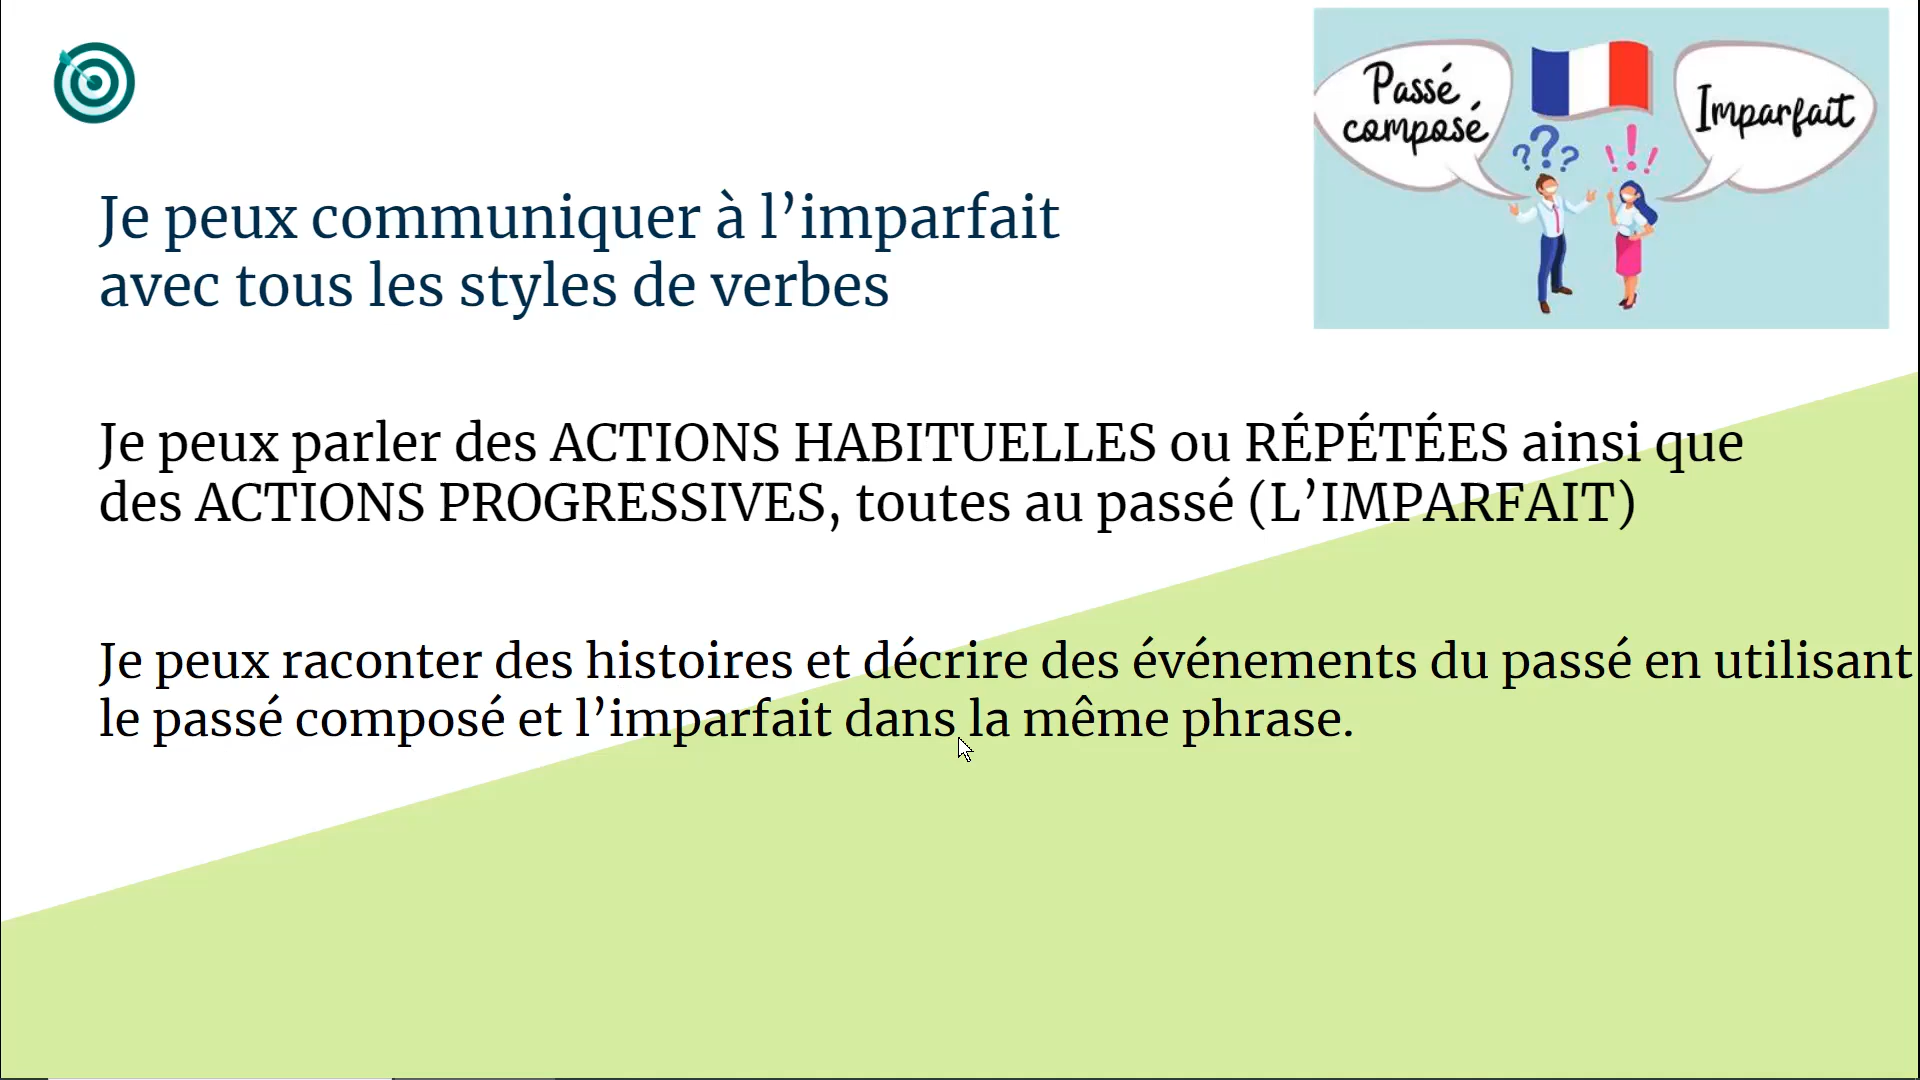 Passé
composé
Imparfait
???
!!!
Je peux communiquer à l’imparfait
avec tous les styles de verbes
Je peux parler des ACTIONS HABITUELLES ou RÉPÉTÉES ainsi que
des ACTIONS PROGRESSIVES, toutes au passé (L’IMPARFAIT)
Je peux raconter des histoires et décrire des événements du passé en utilisant
le passé composé et l’imparfait dans la même phrase.